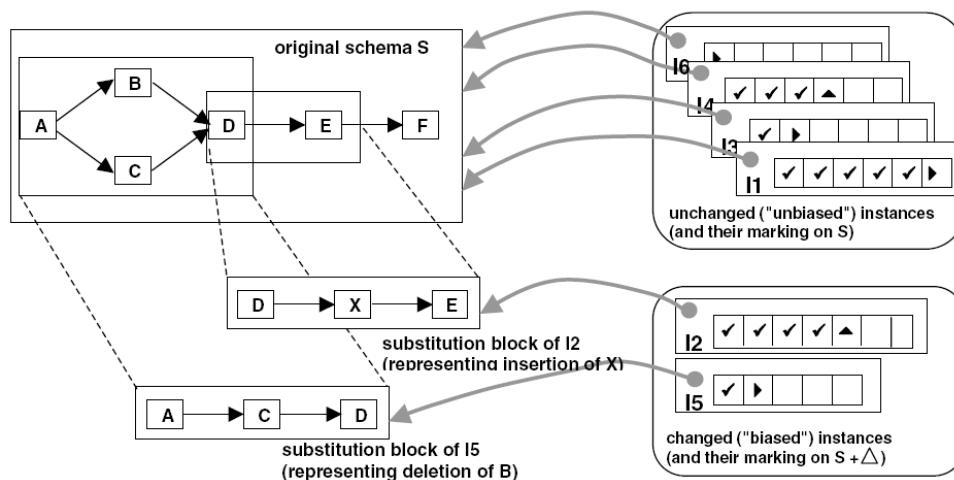 original schema S
A
B
C
D
E
F
I6
I4
I3
I1
unchanged ("unbiased") instances
(and their marking on S)
D
X
E
substitution block of I2
(representing insertion of X)
A
C
D
substitution block of I5
(representing deletion of B)
I2
I5
changed ("biased") instances
(and their marking on S +△)